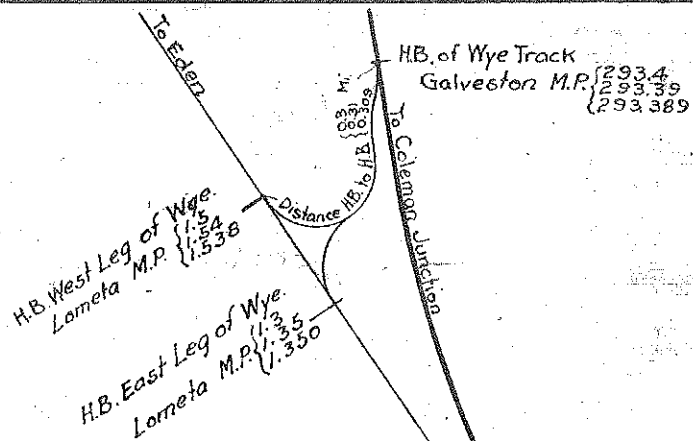 To Eden
H.B. of Wye Track
Galveston M.P. {293.4
{293.39
{293.389
Mi.
{0.3
{0.31
{0.309
Distance H.B. to H.B.
To Coleman Junction
H.B. West Leg of Wye.
Lometa M.P. {1.5
{1.54
{1.538
H.B. East Leg of Wye.
Lometa M.P. {1.3
{1.35
{1.350